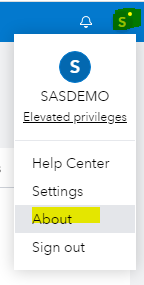 S
S
SASDEMO
Elevated privileges
Help Center
Settings
About
Sign out